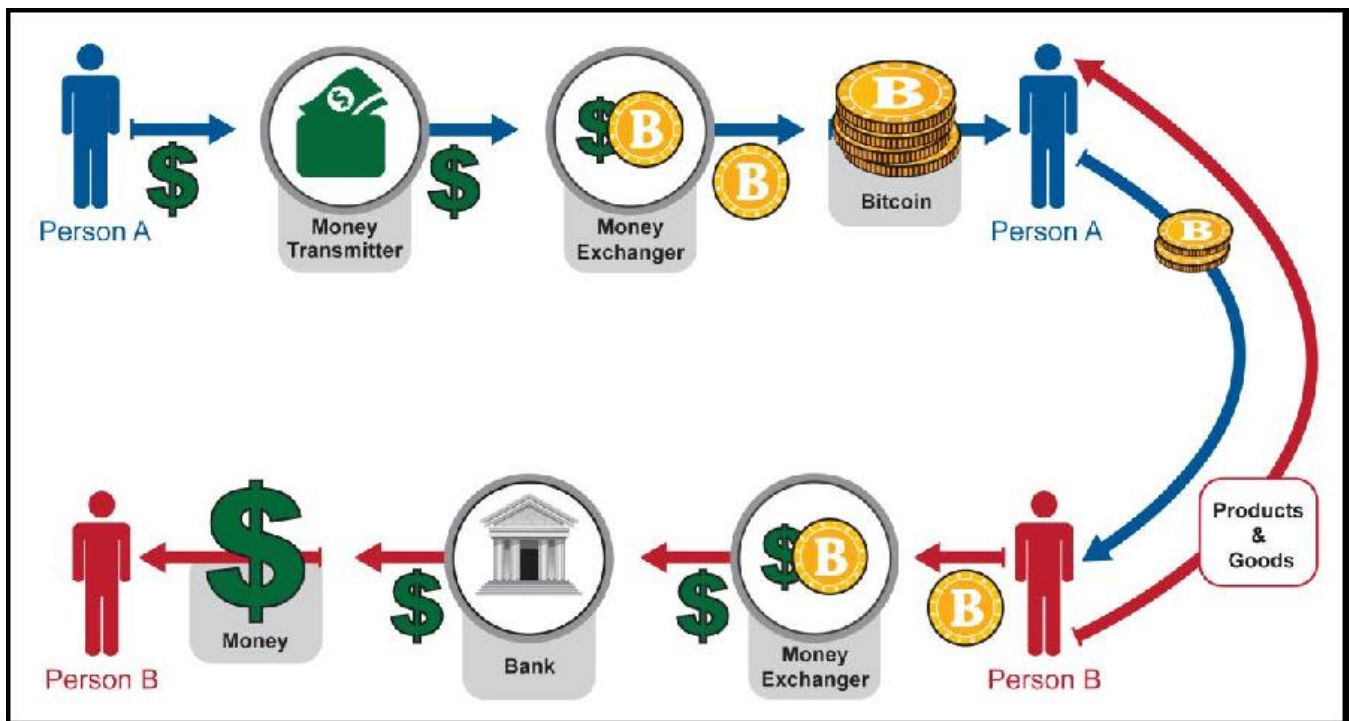 Person A
Money
Transmitter
Money
Exchanger
Bitcoin
Person A
Products
&
Goods
Person B
Money
Bank
Money
Exchanger
Person B